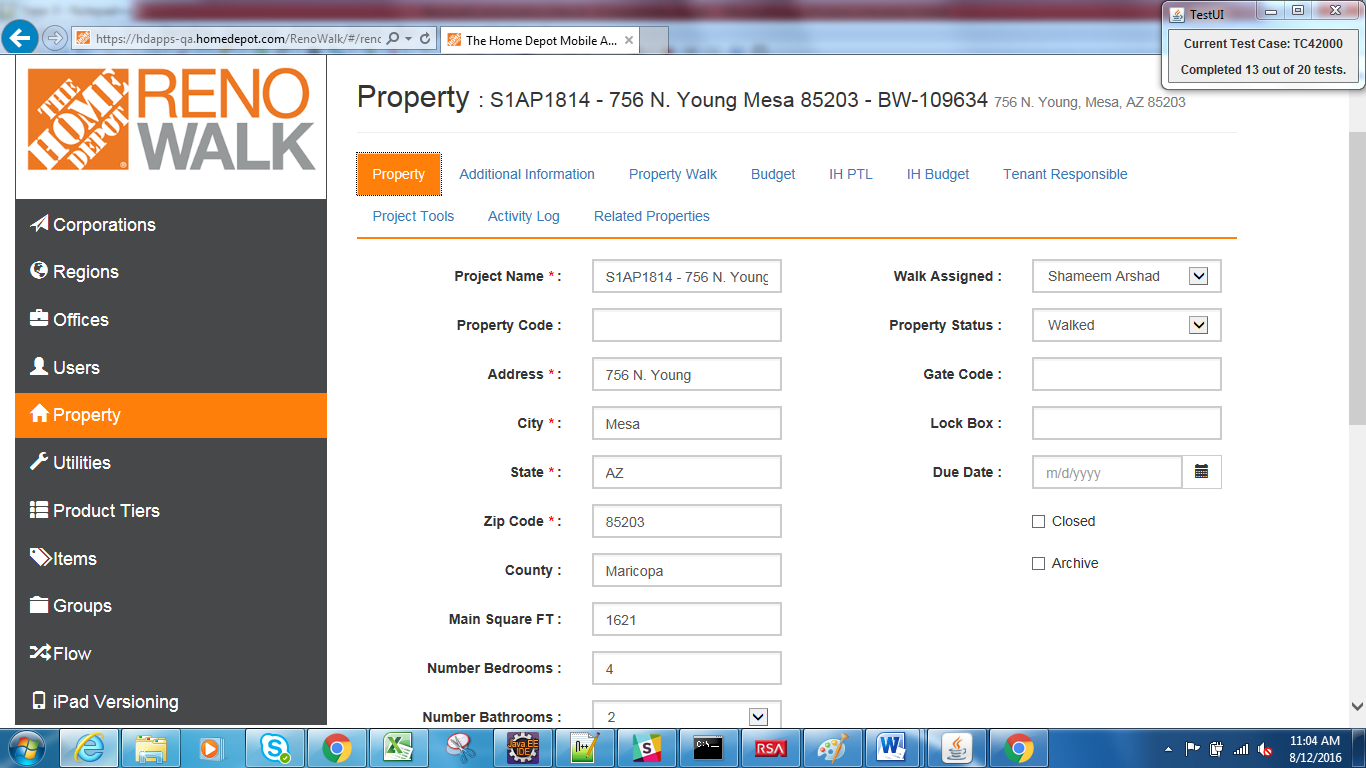 TestUI
Current Test Case: TC42000
Completed 13 out of 20 tests.
https://hdapps-qa.homedepot.com/RenoWalk/#/renc
The Home Depot Mobile A...
THE HOME DEPOT
RENO
WALK
Property : S1AP1814 - 756 N. Young Mesa 85203 - BW-109634 756 N. Young, Mesa, AZ 85203
Property Additional Information Property Walk Budget IH PTL IH Budget Tenant Responsible
Project Tools Activity Log Related Properties
Corporations
Regions
Offices
Users
Property
Utilities
Product Tiers
Items
Groups
Flow
iPad Versioning
Project Name * : S1AP1814 - 756 N. Young
Property Code :
Address * : 756 N. Young
City * : Mesa
State * : AZ
Zip Code * : 85203
County : Maricopa
Main Square FT : 1621
Number Bedrooms : 4
Number Bathrooms : 2
Walk Assigned : Shameem Arshad
Property Status : Walked
Gate Code :
Lock Box :
Due Date : m/d/yyyy
Closed
Archive
Java EE
IDE
C:\_
RSA
11:04 AM
8/12/2016